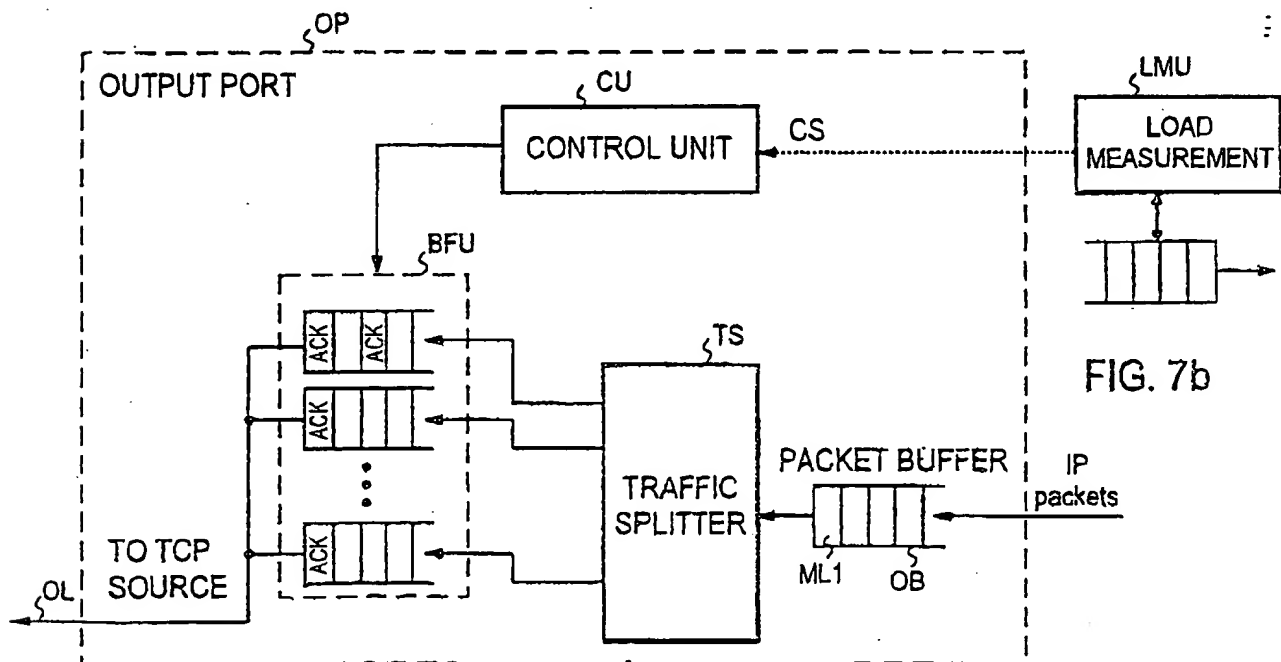 OP
OUTPUT PORT
CU
CONTROL UNIT
CS
LMU
LOAD
MEASUREMENT
BFU
ACK
ACK
ACK
ACK
TS
TRAFFIC
SPLITTER
FIG. 7b
PACKET BUFFER
IP
packets
ML1
OB
TO TCP
SOURCE
OL